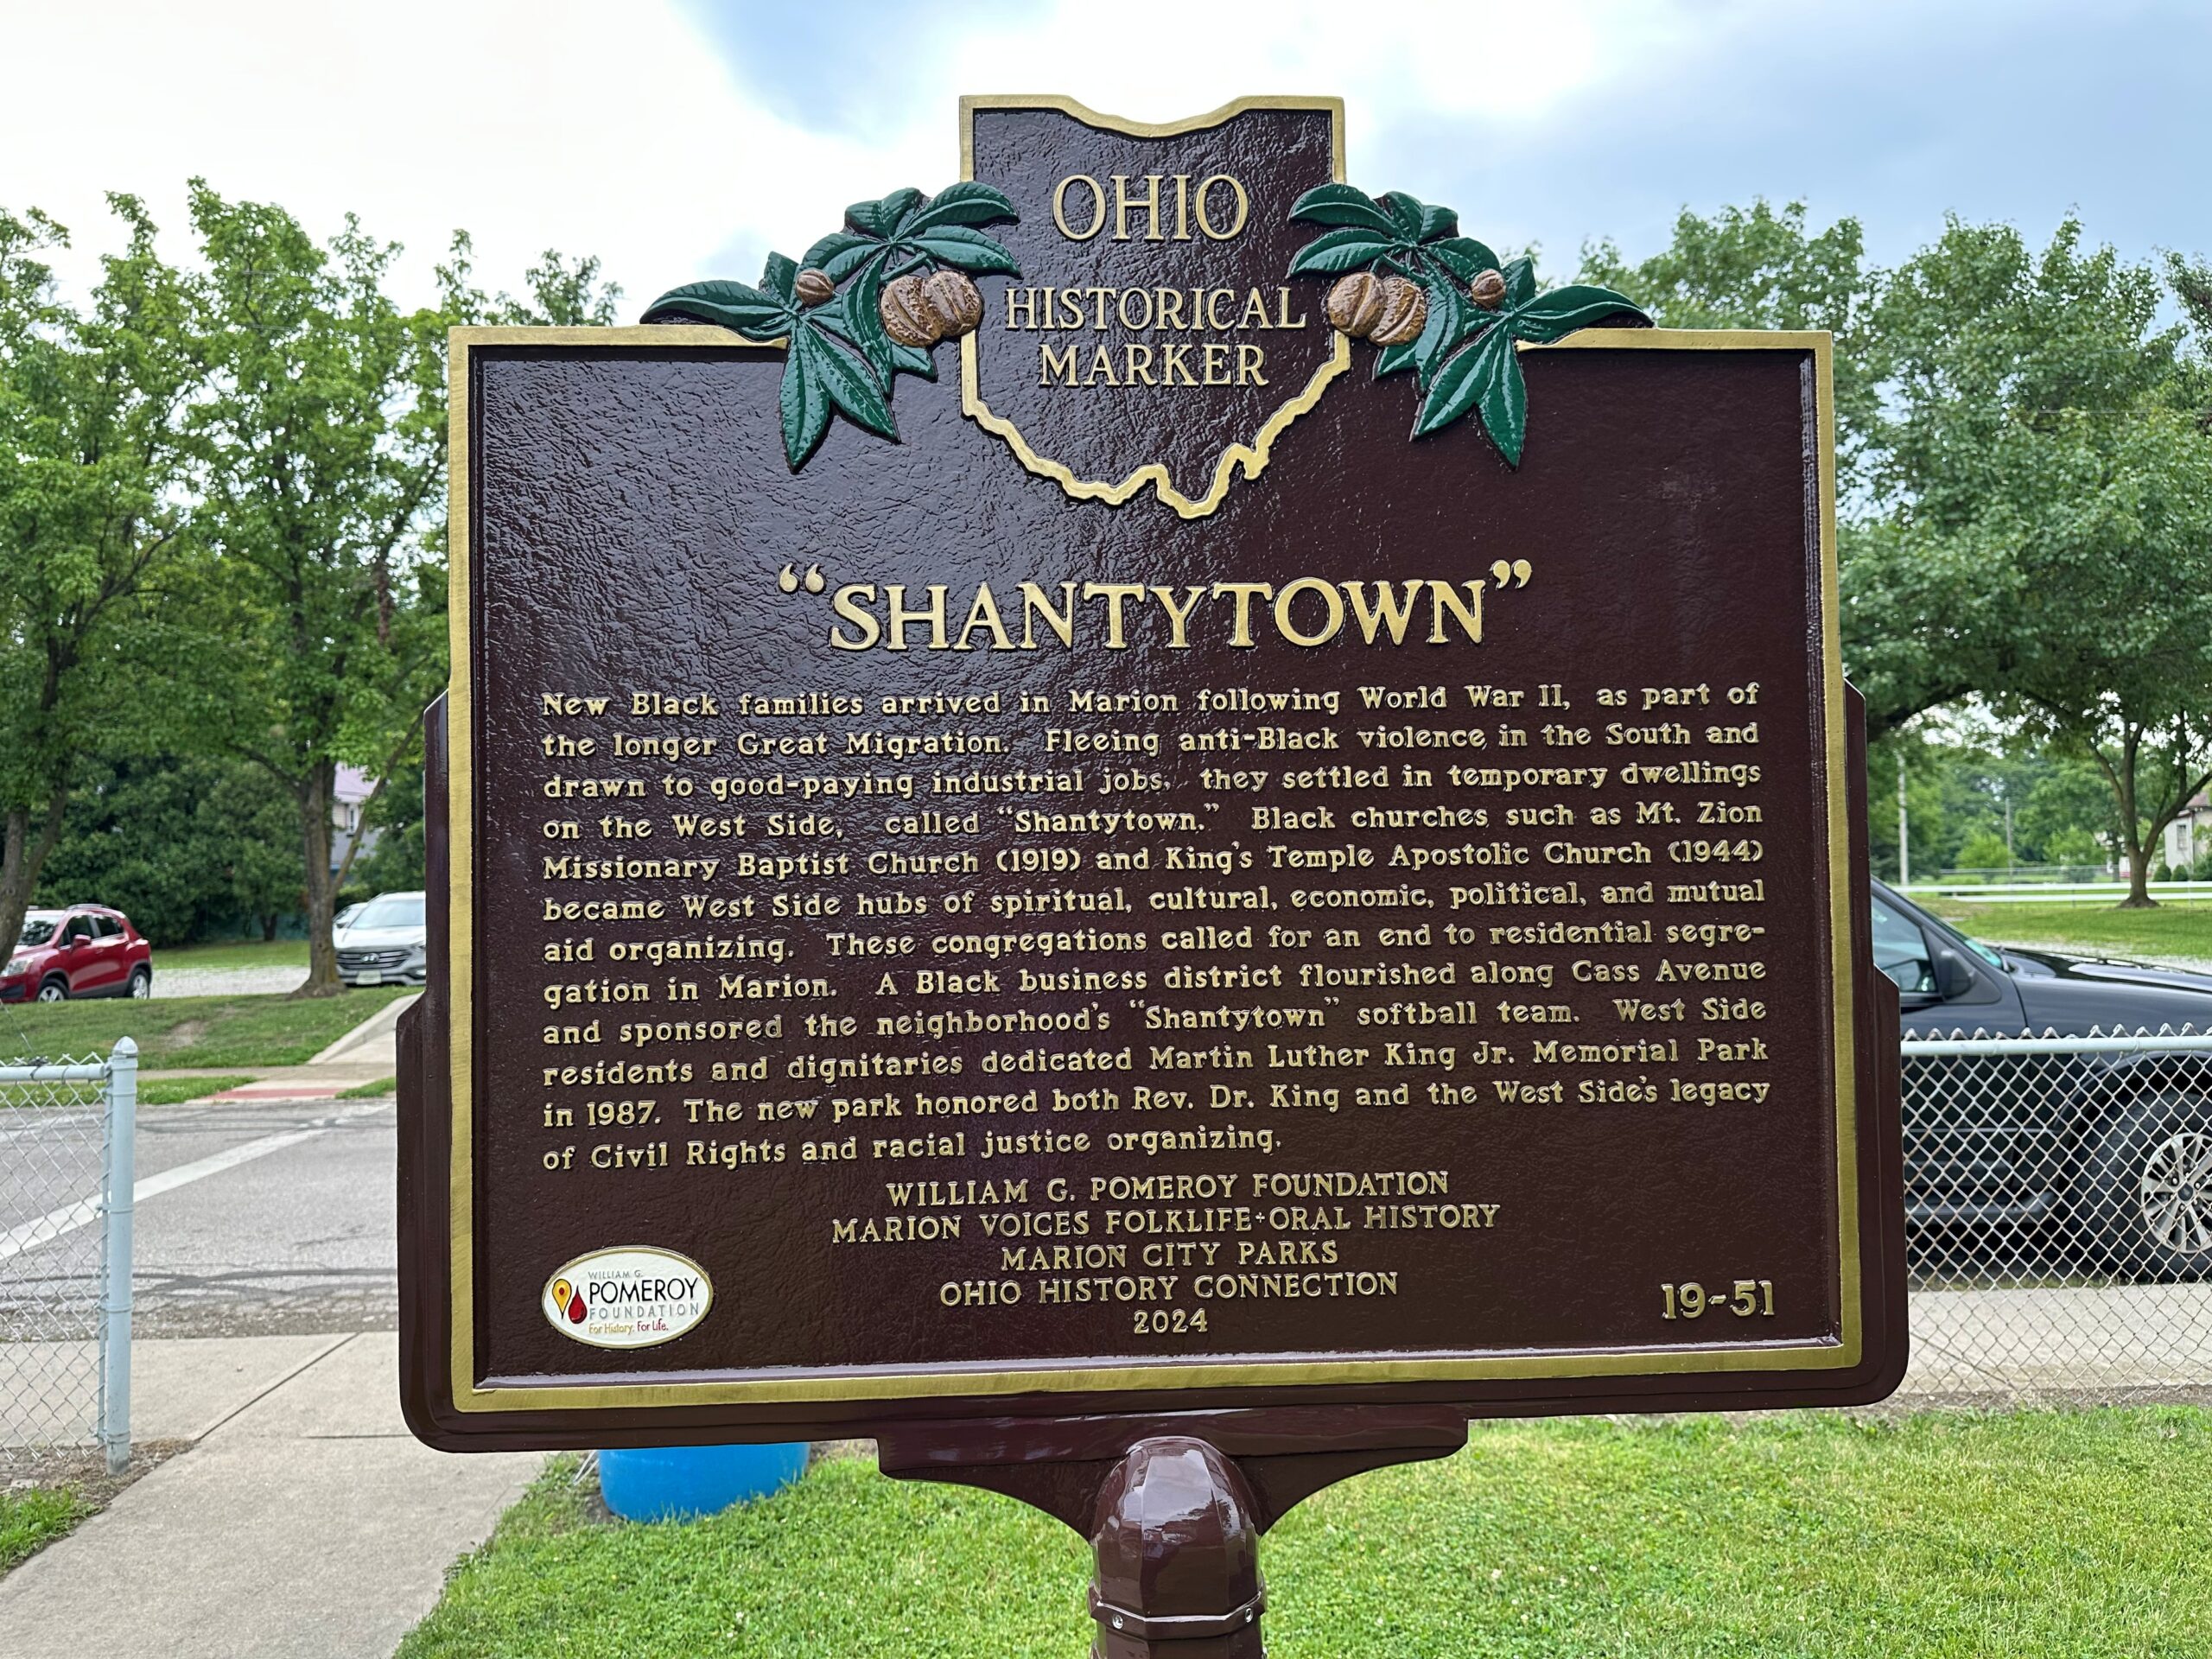 OHIO
HISTORICAL
MARKER
“SHANTYTOWN”
New Black families arrived in Marion following World War II, as part of
the longer Great Migration. Fleeing anti-Black violence in the South and
drawn to good-paying industrial jobs, they settled in temporary dwellings
on the West Side, called “Shantytown.” Black churches such as Mt. Zion
Missionary Baptist Church (1919) and King's Temple Apostolic Church (1944)
became West Side hubs of spiritual, cultural, economic, political, and mutual
aid organizing. These congregations called for an end to residential segre-
gation in Marion. A Black business district flourished along Cass Avenue
and sponsored the neighborhood's “Shantytown” softball team. West Side
residents and dignitaries dedicated Martin Luther King Jr. Memorial Park
in 1987. The new park honored both Rev. Dr. King and the West Side's legacy
of Civil Rights and racial justice organizing.
WILLIAM G. POMEROY FOUNDATION
MARION VOICES FOLKLIFE+ORAL HISTORY
MARION CITY PARKS
OHIO HISTORY CONNECTION
2024
WILLIAM G.
POMEROY
FOUNDATION
For History. For Life.
19-51